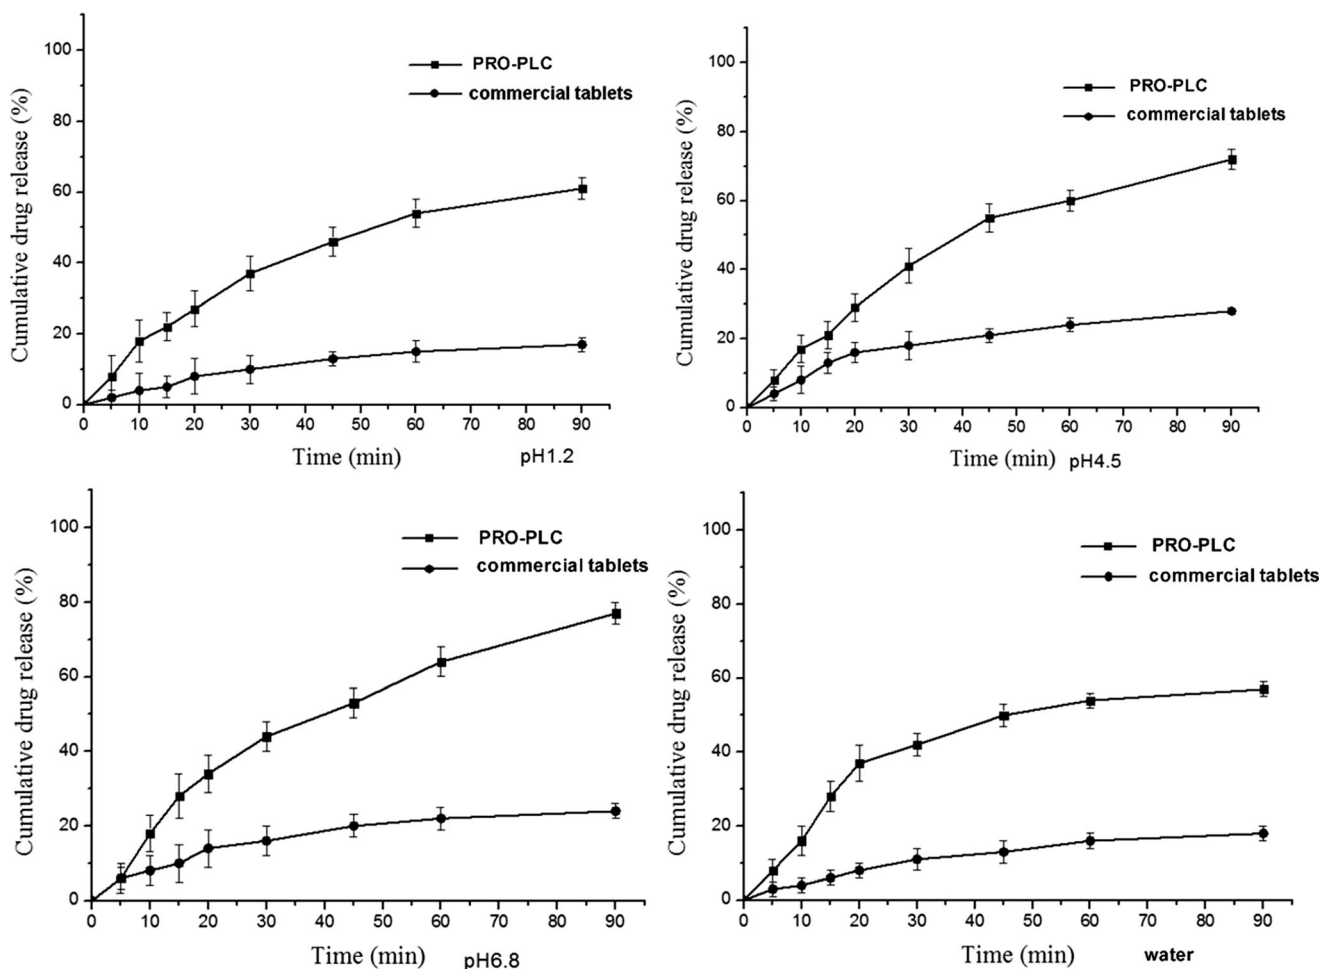 100
80
60
40
20
0
Cumulative drug release (%)
PRO-PLC
commercial tablets
0 10 20 30 40 50 60 70 80 90
Time (min)
pH1.2
100
80
60
40
20
0
Cumulative drug release (%)
PRO-PLC
commercial tablets
0 10 20 30 40 50 60 70 80 90
Time (min)
pH4.5
100
80
60
40
20
0
Cumulative drug release (%)
PRO-PLC
commercial tablets
0 10 20 30 40 50 60 70 80 90
Time (min)
pH6.8
100
80
60
40
20
0
Cumulative drug release (%)
PRO-PLC
commercial tablets
0 10 20 30 40 50 60 70 80 90
Time (min)
water